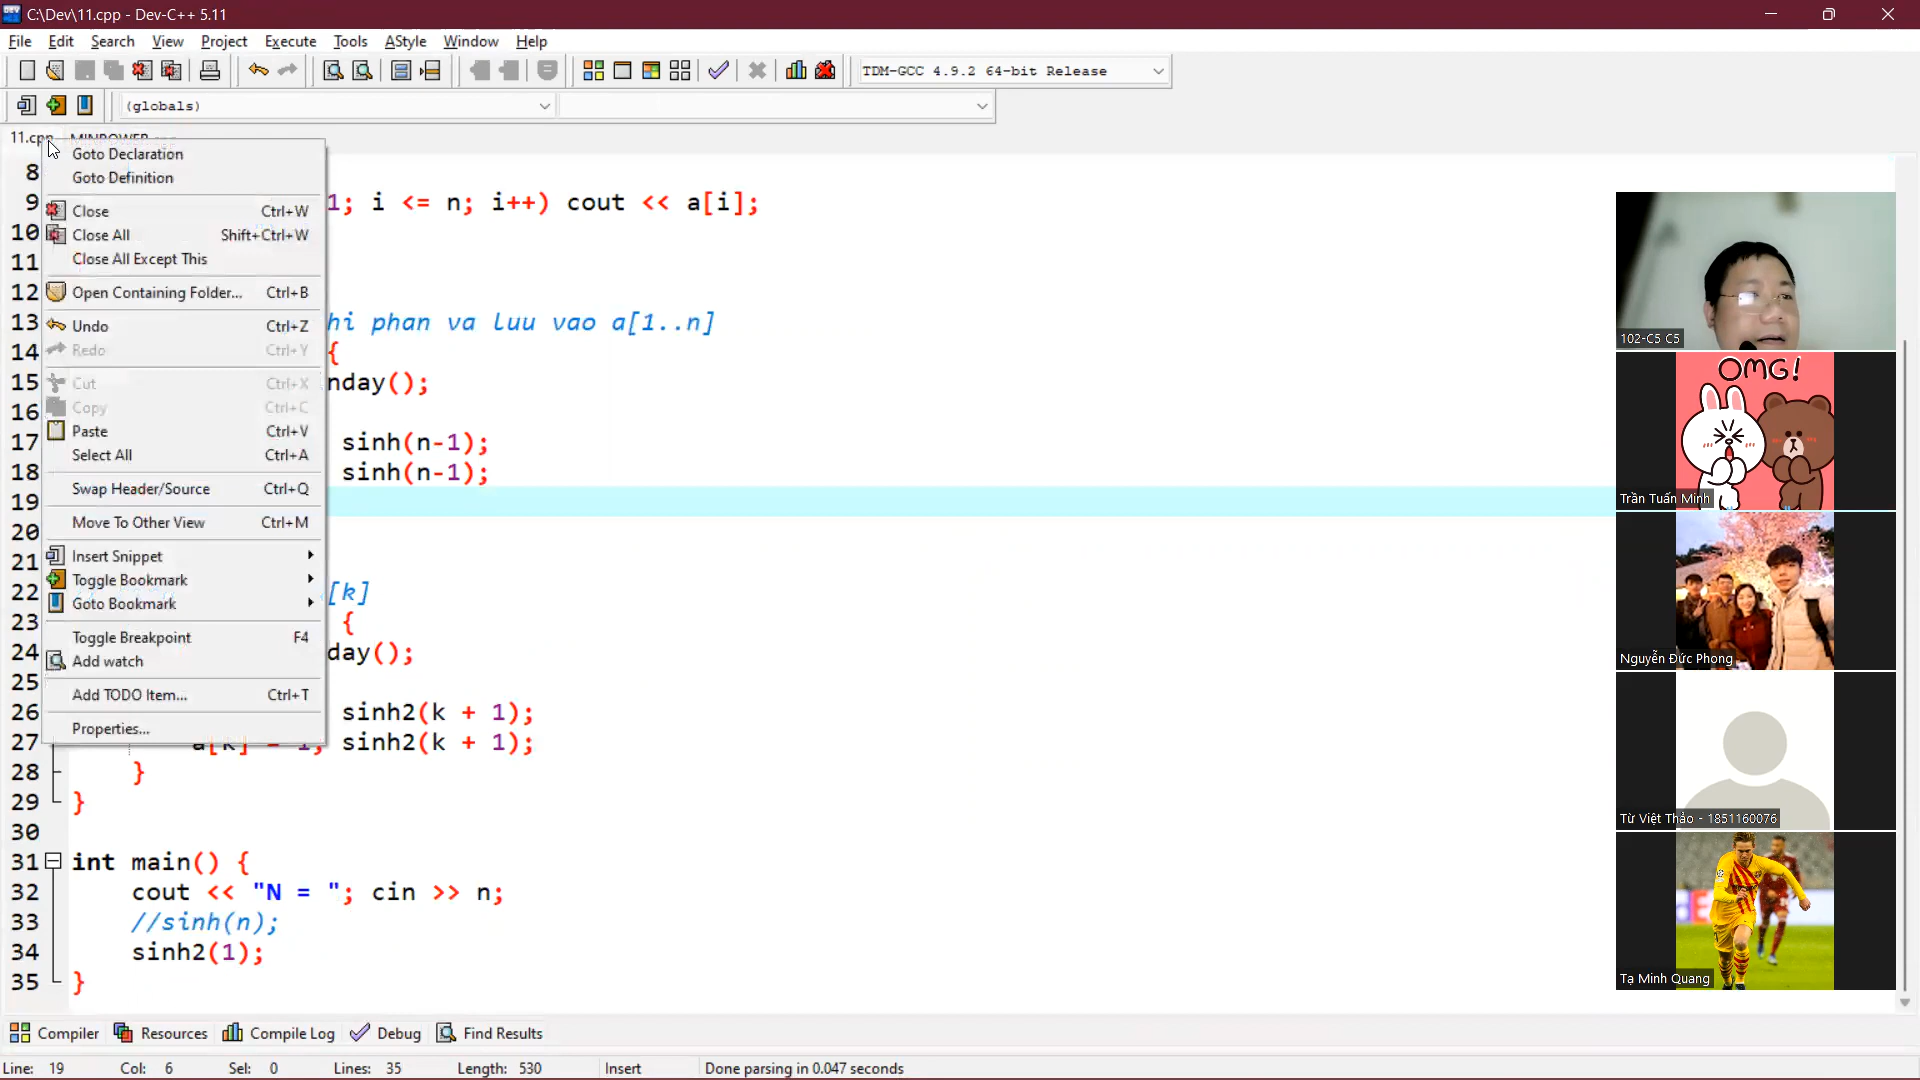 C:\Dev\11.cpp - Dev-C++ 5.11
File Edit Search View Project Execute Tools AStyle Window Help
TDM-GCC 4.9.2 64-bit Release
(globals)
11.cpp MINPOWER
Goto Declaration
Goto Definition
Close Ctrl+W
Close All Shift+Ctrl+W
Close All Except This
Open Containing Folder... Ctrl+B
Undo Ctrl+Z
Redo Ctrl+Y
Cut Ctrl+X
Copy Ctrl+C
Paste Ctrl+V
Select All Ctrl+A
Swap Header/Source Ctrl+Q
Move To Other View Ctrl+M
Insert Snippet
Toggle Bookmark
Goto Bookmark
Toggle Breakpoint F4
Add watch
Add TODO Item... Ctrl+T
Properties...
8
9 1; i <= n; i++) cout << a[i];
10
11
12
13 hi phan va luu vao a[1..n]
14 {
15 nday();
16
17 sinh(n-1);
18 sinh(n-1);
19
20
21
22 [k]
23 {
24 day();
25
26 sinh2(k + 1);
27 a[k] = 1; sinh2(k + 1);
28 }
29 }
30
31 int main() {
32 cout << "N = "; cin >> n;
33 //sinh(n);
34 sinh2(1);
35 }
102-C5 C5
OMG!
Trần Tuấn Minh
Nguyễn Đức Phong
Từ Việt Thảo - 1851160076
Tạ Minh Quang
Compiler Resources Compile Log Debug Find Results
Line: 19 Col: 6 Sel: 0 Lines: 35 Length: 530 Insert Done parsing in 0.047 seconds